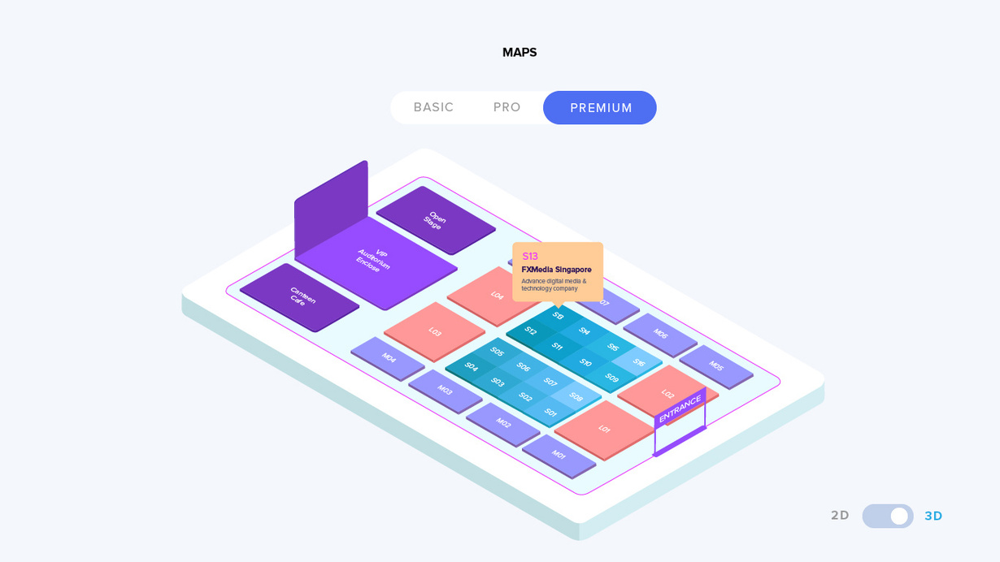 MAPS
BASIC
PRO
PREMIUM
Open
Stage
VIP
Auditorium
Enclose
Canteen
Cafe
S13
FXMedia Singapore
Advance digital media &
technology company
L04
07
M06
M05
L03
S13
S14
S15
S16
S12
S11
S10
S09
S05
S06
S07
S08
S04
S03
S02
S01
M04
M03
M02
M01
L02
L01
ENTRANCE
2D
3D